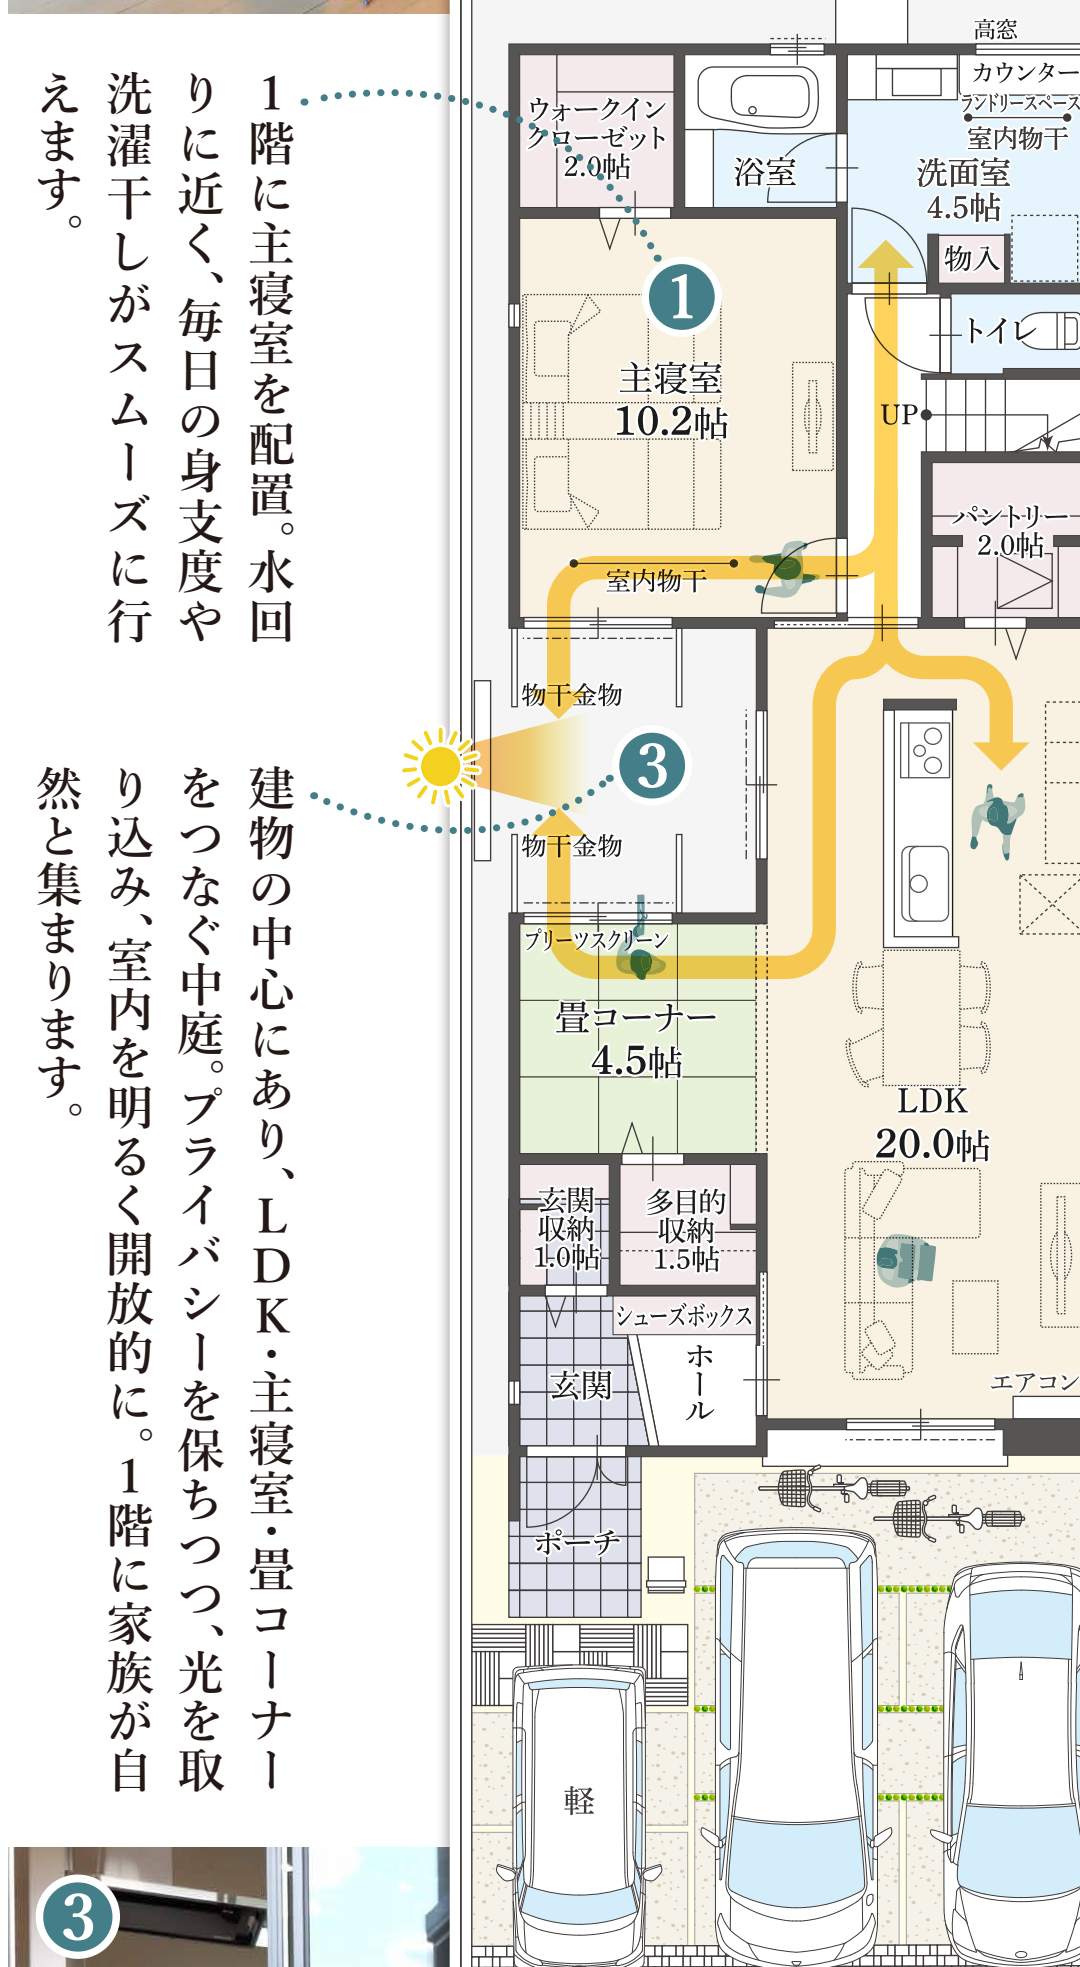 1階に主寝室を配置。水回
りに近く、毎日の身支度や
洗濯干しがスムーズに行
えます。
建物の中心にあり、LDK・主寝室・畳コーナー
をつなぐ中庭。プライバシーを保ちつつ、光を取
り込み、室内を明るく開放的に。1階に家族が自
然と集まります。
3
高窓
カウンター
ランドリースペース
室内物干
洗面室
4.5帖
物入
ウォークイン
クローゼット
2.0帖
浴室
1
主寝室
10.2帖
トイレ
UP
パントリー
2.0帖
室内物干
物干金物
3
物干金物
プリーツスクリーン
畳コーナー
4.5帖
LDK
20.0帖
玄関
収納
1.0帖
多目的
収納
1.5帖
シューズボックス
ホール
玄関
エアコン
ポーチ
軽